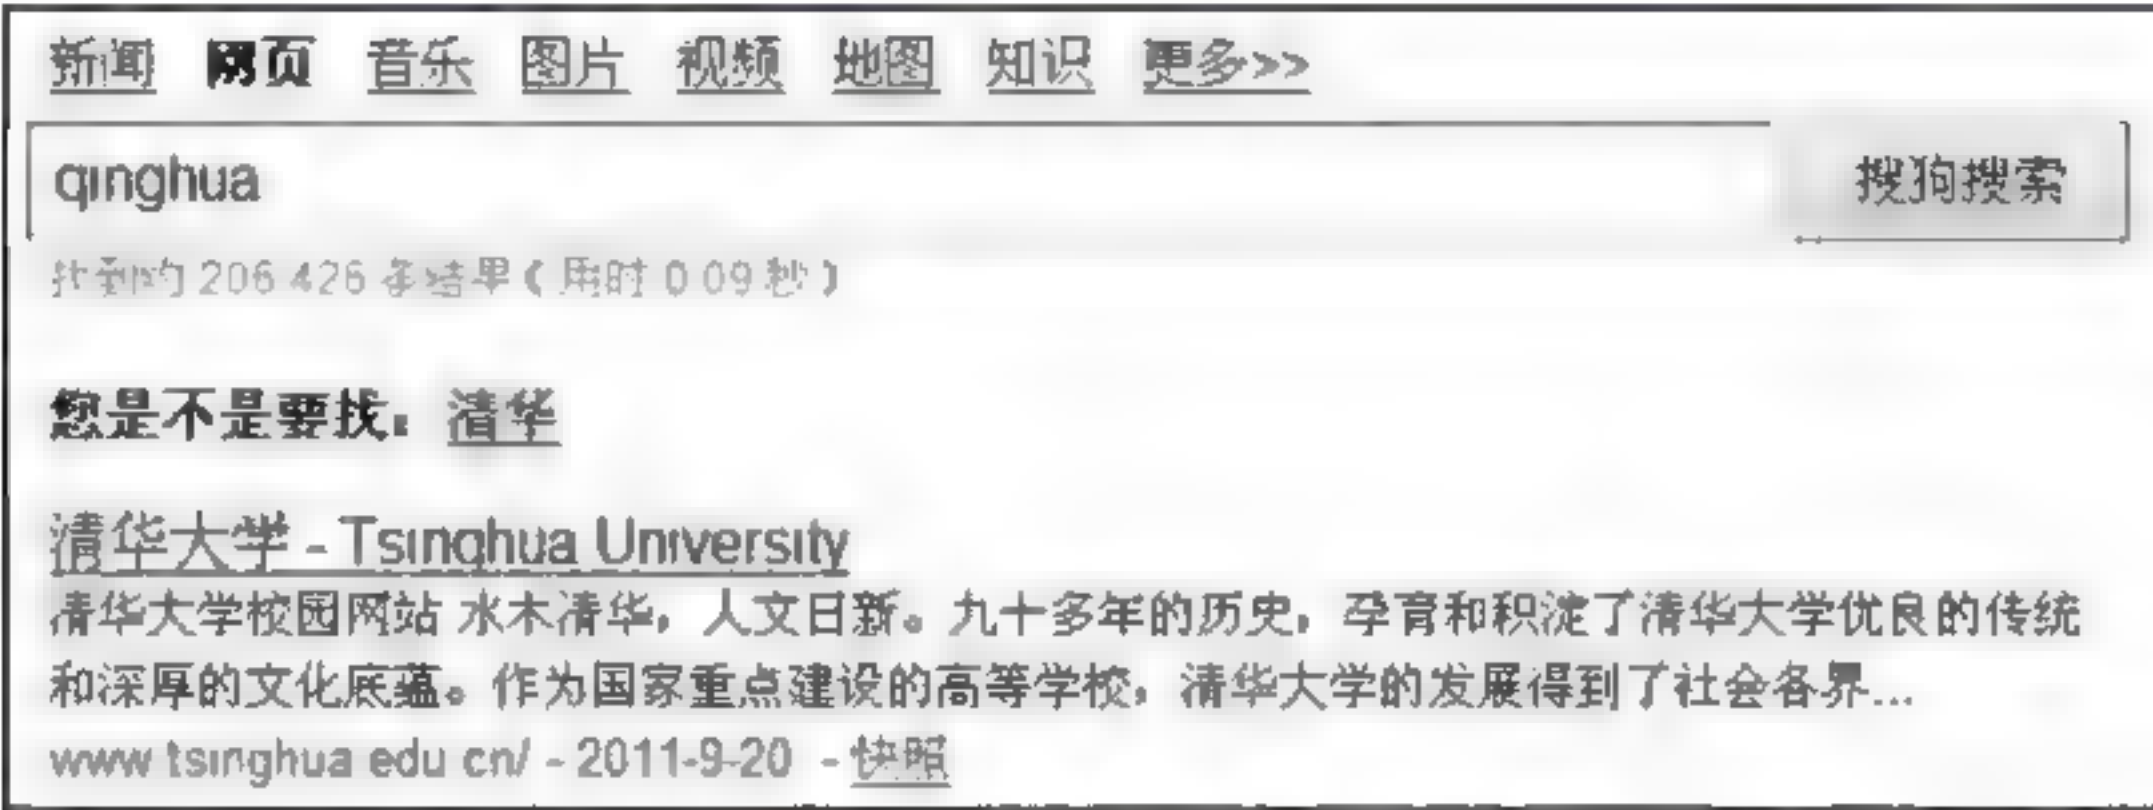 新闻 网页 音乐 图片 视频 地图 知识 更多>>
qinghua 搜狗搜索
找到约 206,426 条结果(用时 0.09 秒)
您是不是要找：清华
清华大学 - Tsinghua University
清华大学校园网站 水木清华，人文日新。九十多年的历史，孕育和积淀了清华大学优良的传统
和深厚的文化底蕴。作为国家重点建设的高等学校，清华大学的发展得到了社会各界...
www.tsinghua.edu.cn/ - 2011-9-20 - 快照